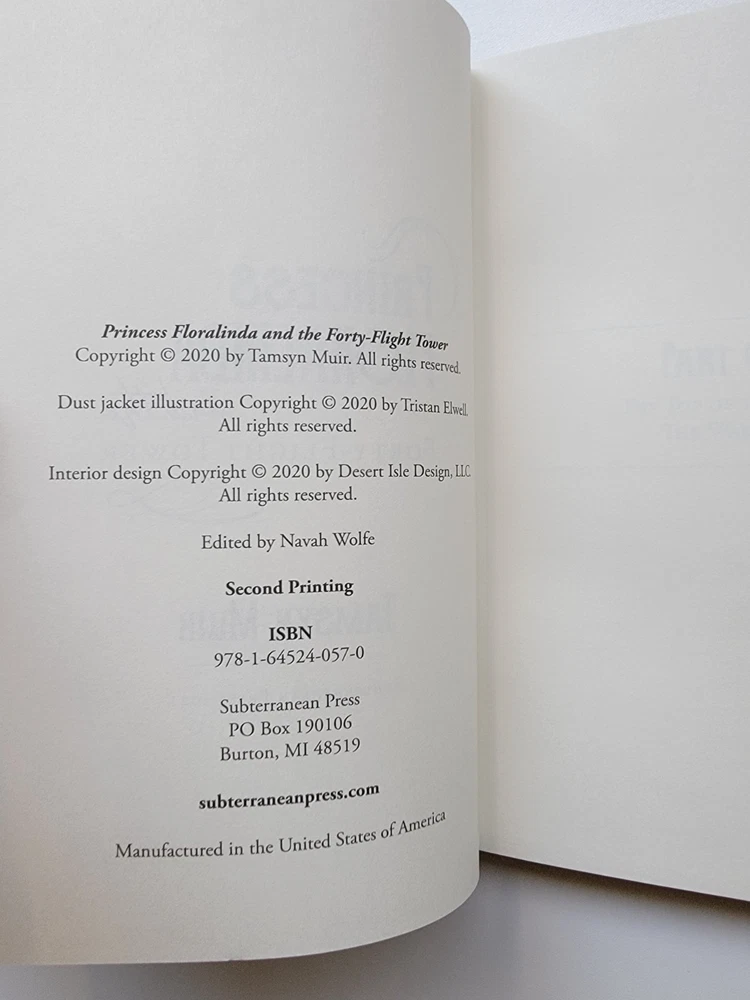 Princess Floralinda and the Forty-Flight Tower
Copyright © 2020 by Tamsyn Muir. All rights reserved.
Dust jacket illustration Copyright © 2020 by Tristan Elwell.
All rights reserved.
Interior design Copyright © 2020 by Desert Isle Design, LLC.
All rights reserved.
Edited by Navah Wolfe
Second Printing
ISBN
978-1-64524-057-0
Subterranean Press
PO Box 190106
Burton, MI 48519
subterraneanpress.com
Manufactured in the United States of America